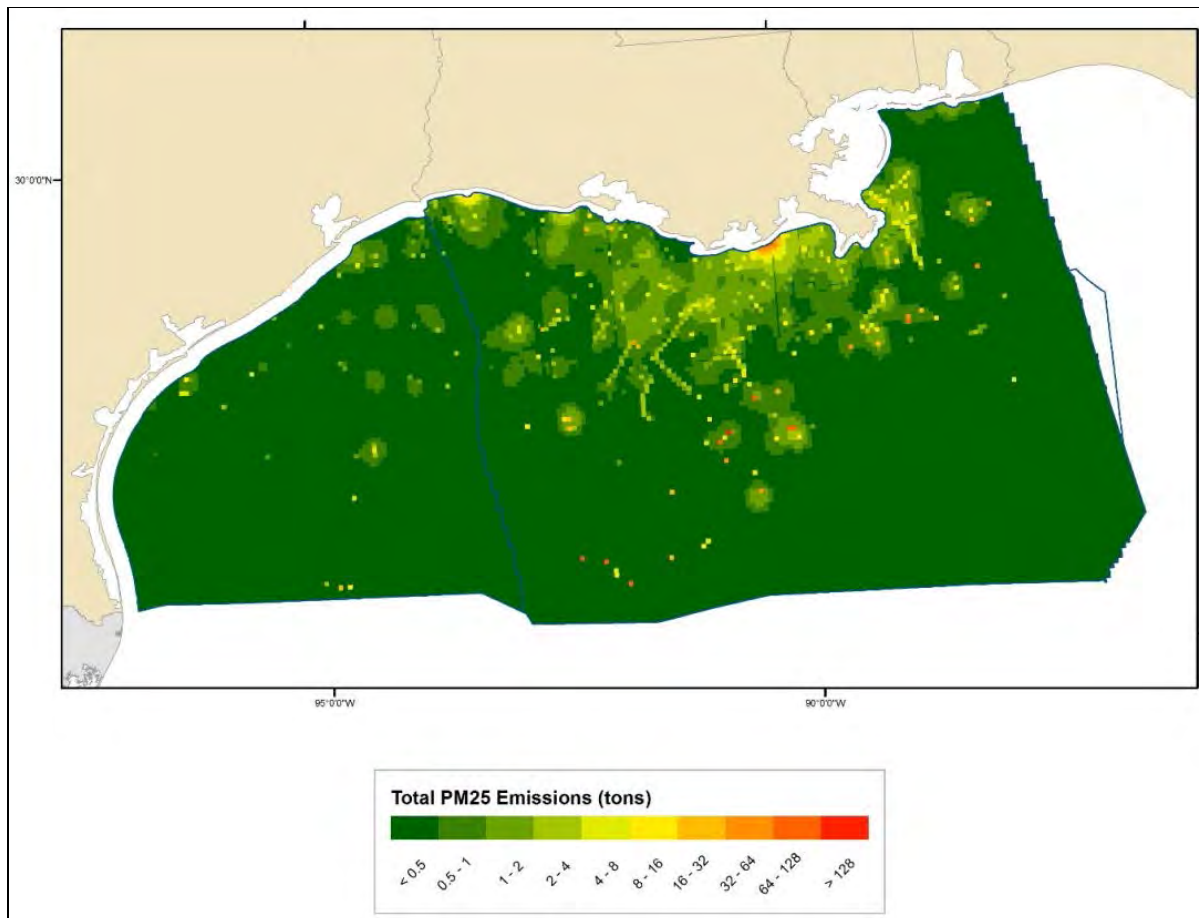 30°0'0"N
95°0'0"W
90°0'0"W
Total PM25 Emissions (tons)
< 0.5
0.5 - 1
1 - 2
2 - 4
4 - 8
8 - 16
16 - 32
32 - 64
64 - 128
> 128